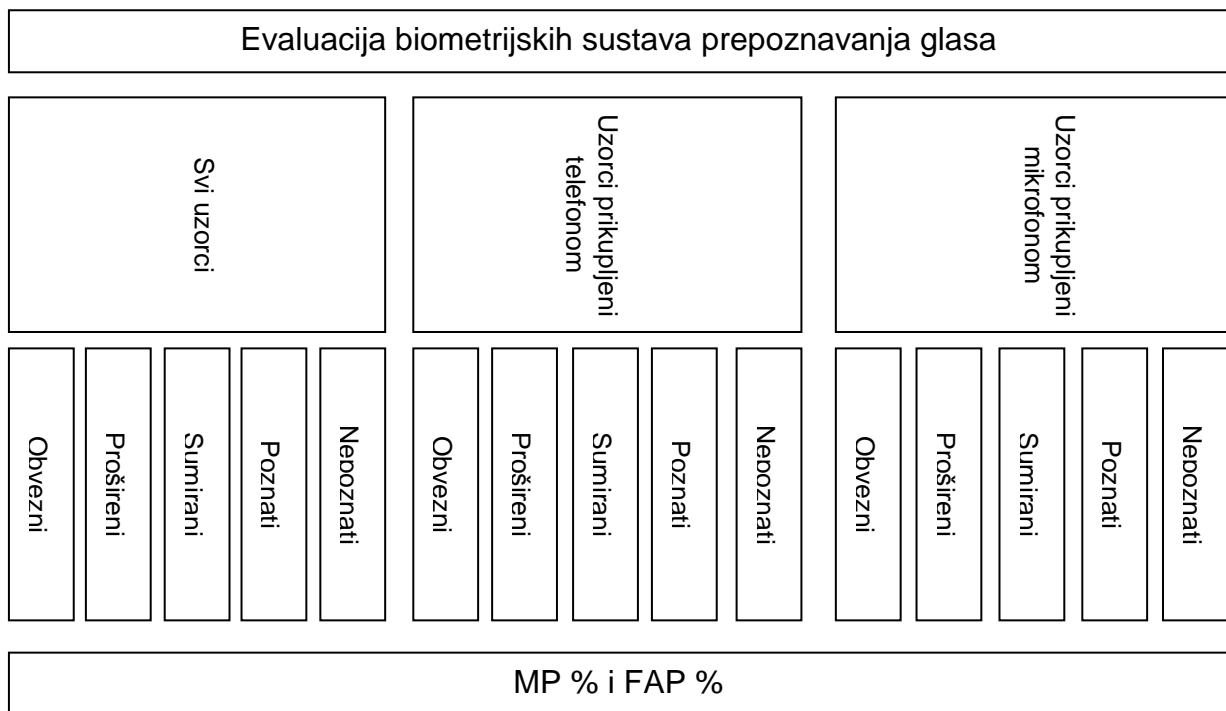 Evaluacija biometrijskih sustava prepoznavanja glasa
Svi uzorci
Uzorci prikupljeni
telefonom
Uzorci prikupljeni
mikrofonom
Obvezni
Prošireni
Sumirani
Poznati
Nepoznati
Obvezni
Prošireni
Sumirani
Poznati
Nepoznati
Obvezni
Prošireni
Sumirani
Poznati
Nepoznati
MP % i FAP %